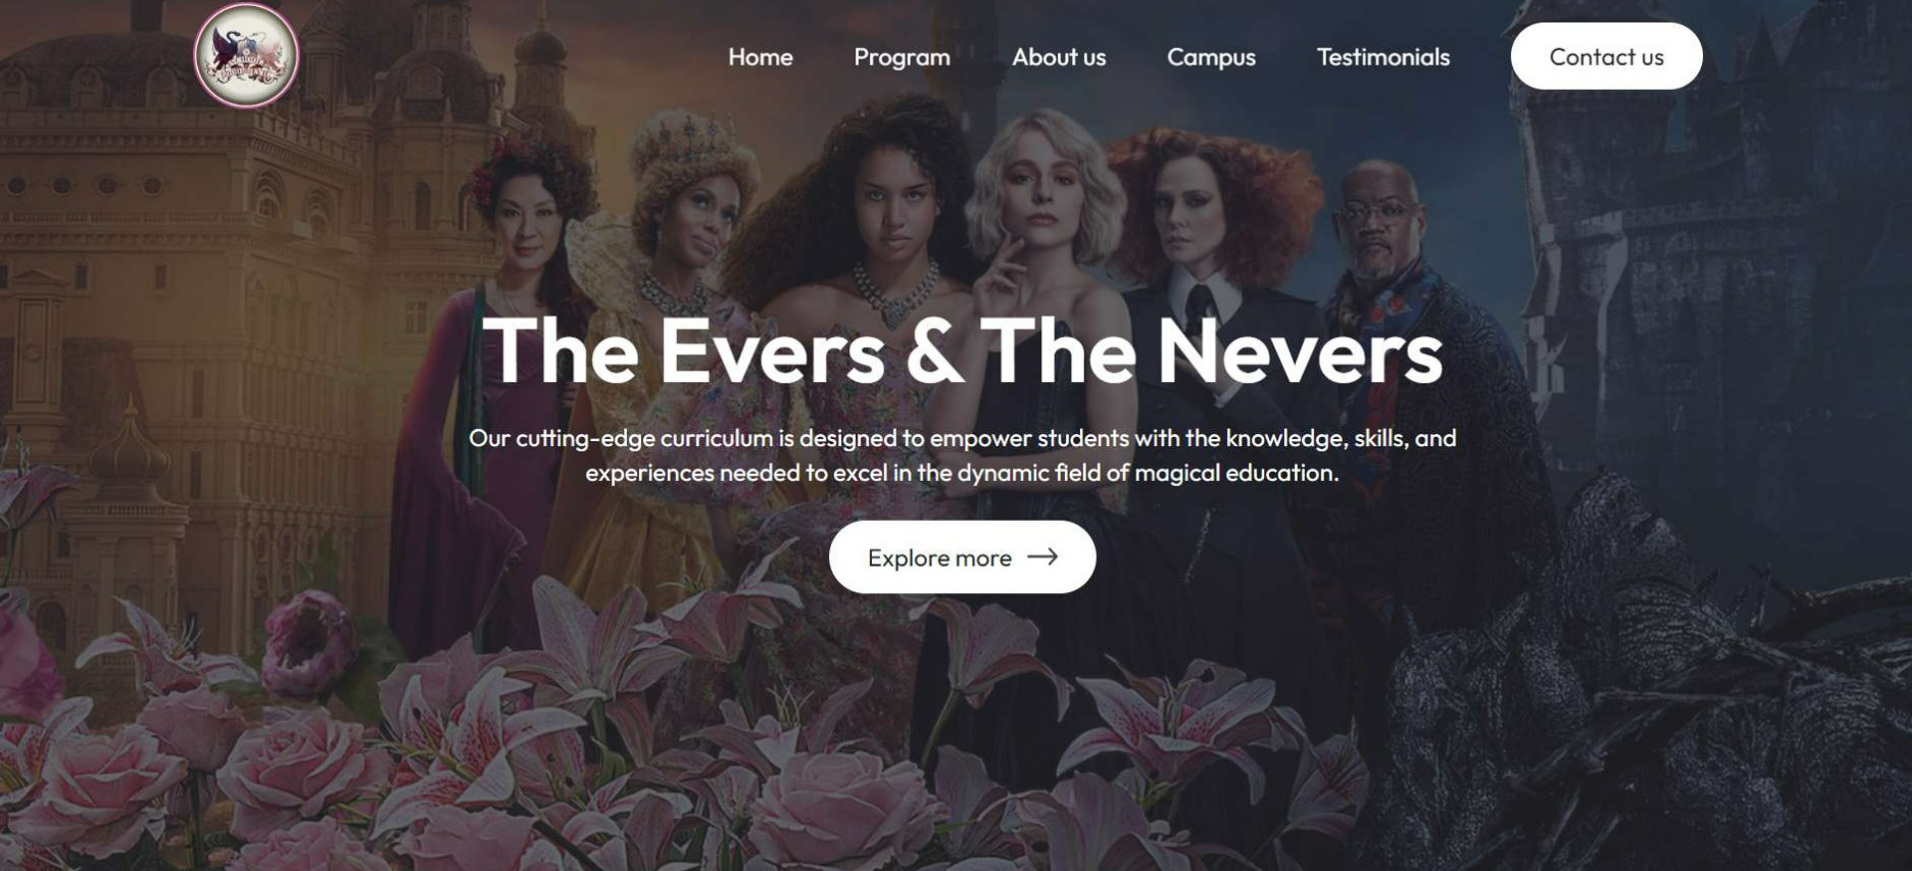 Home
Program
About us
Campus
Testimonials
Contact us
The Evers & The Nevers
Our cutting-edge curriculum is designed to empower students with the knowledge, skills, and
experiences needed to excel in the dynamic field of magical education.
Explore more